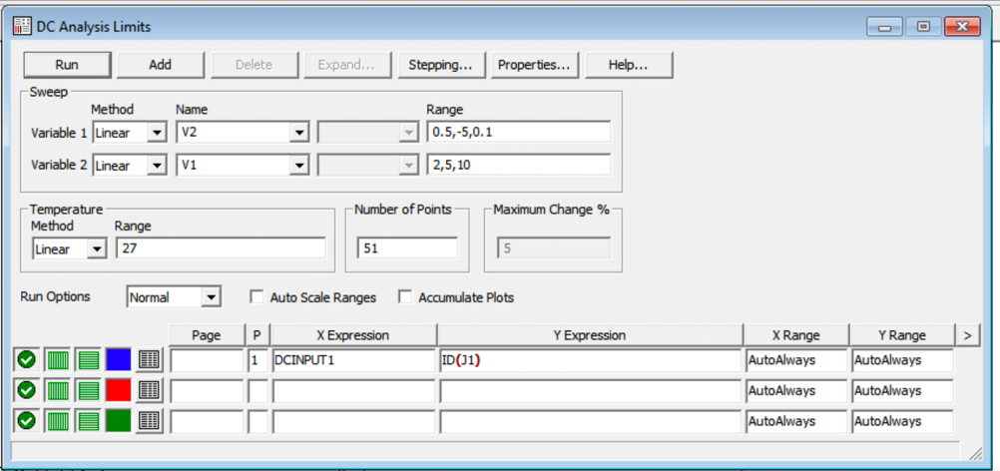 DC Analysis Limits
Run Add Delete Expand... Stepping... Properties... Help...
Sweep
Method Name Range
Variable 1 Linear V2 0.5,-5,0.1
Variable 2 Linear V1 2,5,10
Temperature Number of Points Maximum Change %
Method Range
Linear 27 51 5
Run Options Normal Auto Scale Ranges Accumulate Plots
Page P X Expression Y Expression X Range Y Range >
1 DCINPUT1 ID(J1) AutoAlways AutoAlways
AutoAlways AutoAlways
AutoAlways AutoAlways